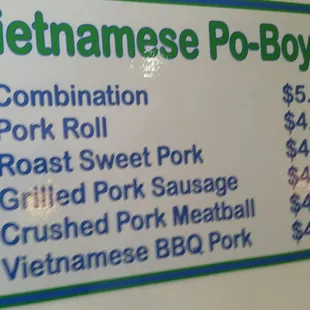 ietnamese Po-Boy
Combination $5.
Pork Roll $4.
Roast Sweet Pork $4
Grilled Pork Sausage $4
Crushed Pork Meatball $4
Vietnamese BBQ Pork $4